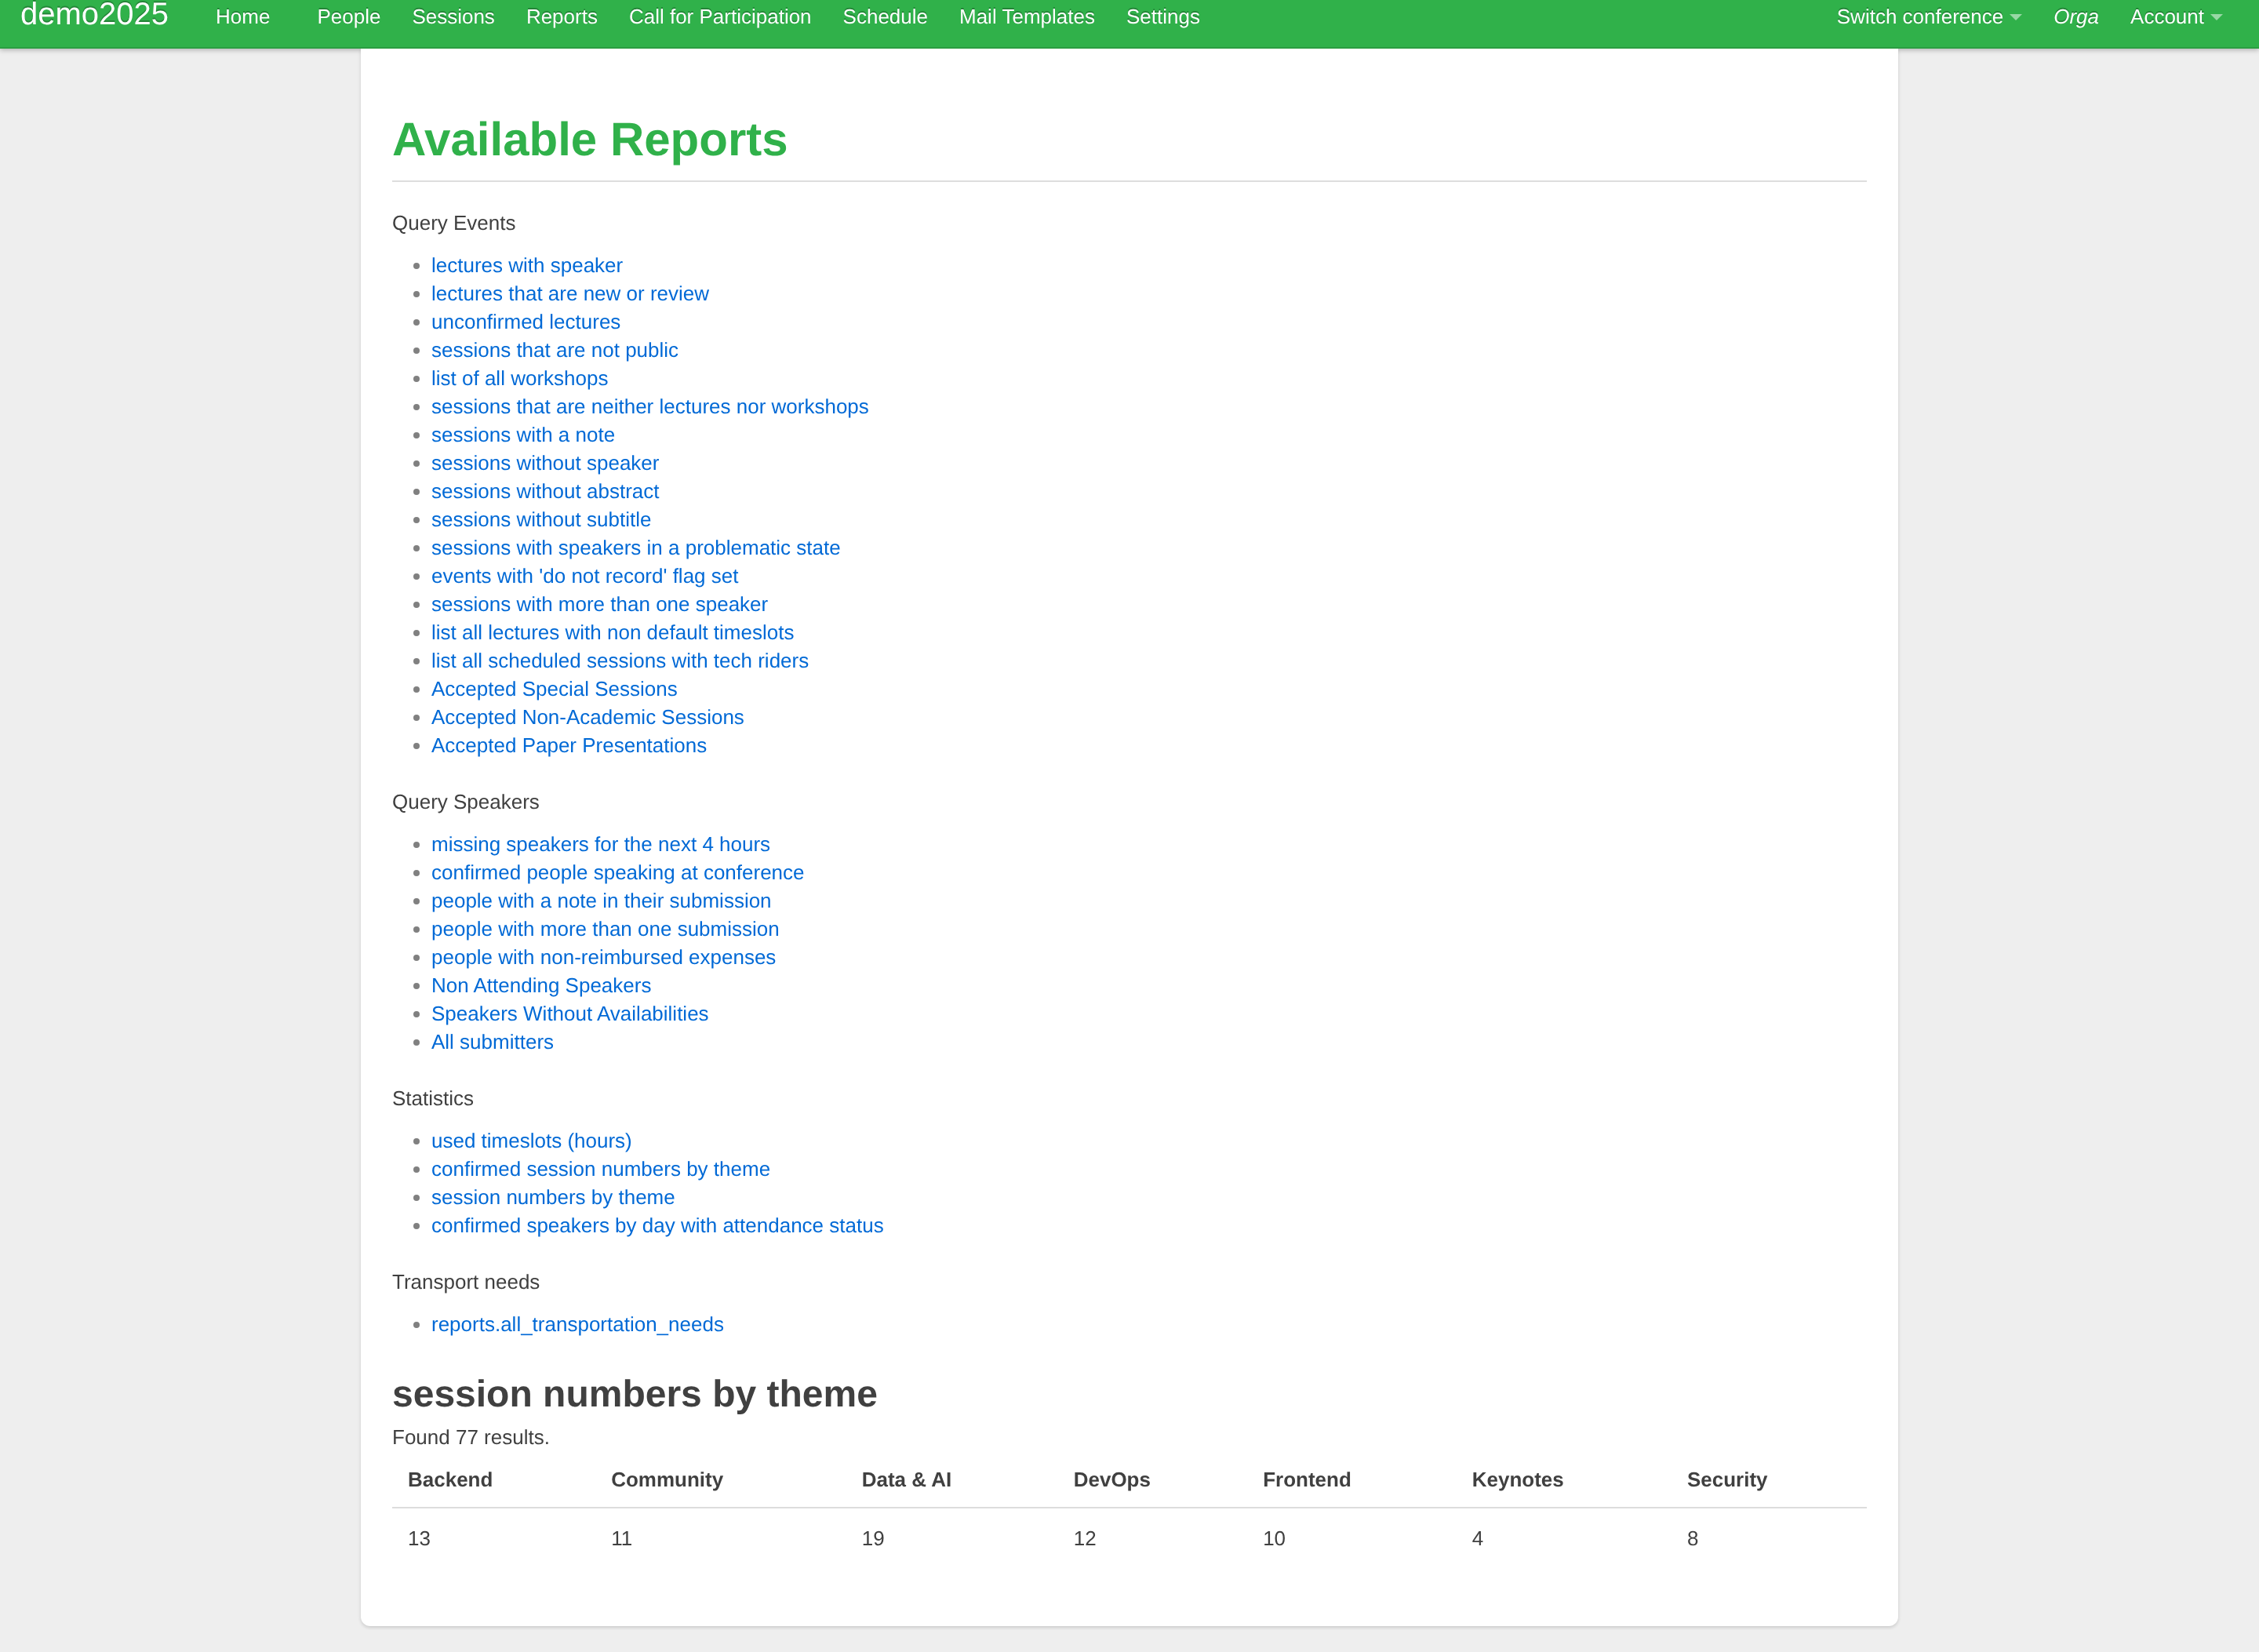 demo2025 Home People Sessions Reports Call for Participation Schedule Mail Templates Settings Switch conference Orga Account
Available Reports
Query Events
lectures with speaker
lectures that are new or review
unconfirmed lectures
sessions that are not public
list of all workshops
sessions that are neither lectures nor workshops
sessions with a note
sessions without speaker
sessions without abstract
sessions without subtitle
sessions with speakers in a problematic state
events with 'do not record' flag set
sessions with more than one speaker
list all lectures with non default timeslots
list all scheduled sessions with tech riders
Accepted Special Sessions
Accepted Non-Academic Sessions
Accepted Paper Presentations
Query Speakers
missing speakers for the next 4 hours
confirmed people speaking at conference
people with a note in their submission
people with more than one submission
people with non-reimbursed expenses
Non Attending Speakers
Speakers Without Availabilities
All submitters
Statistics
used timeslots (hours)
confirmed session numbers by theme
session numbers by theme
confirmed speakers by day with attendance status
Transport needs
reports.all_transportation_needs
session numbers by theme
Found 77 results.
Backend Community Data & AI DevOps Frontend Keynotes Security
13 11 19 12 10 4 8